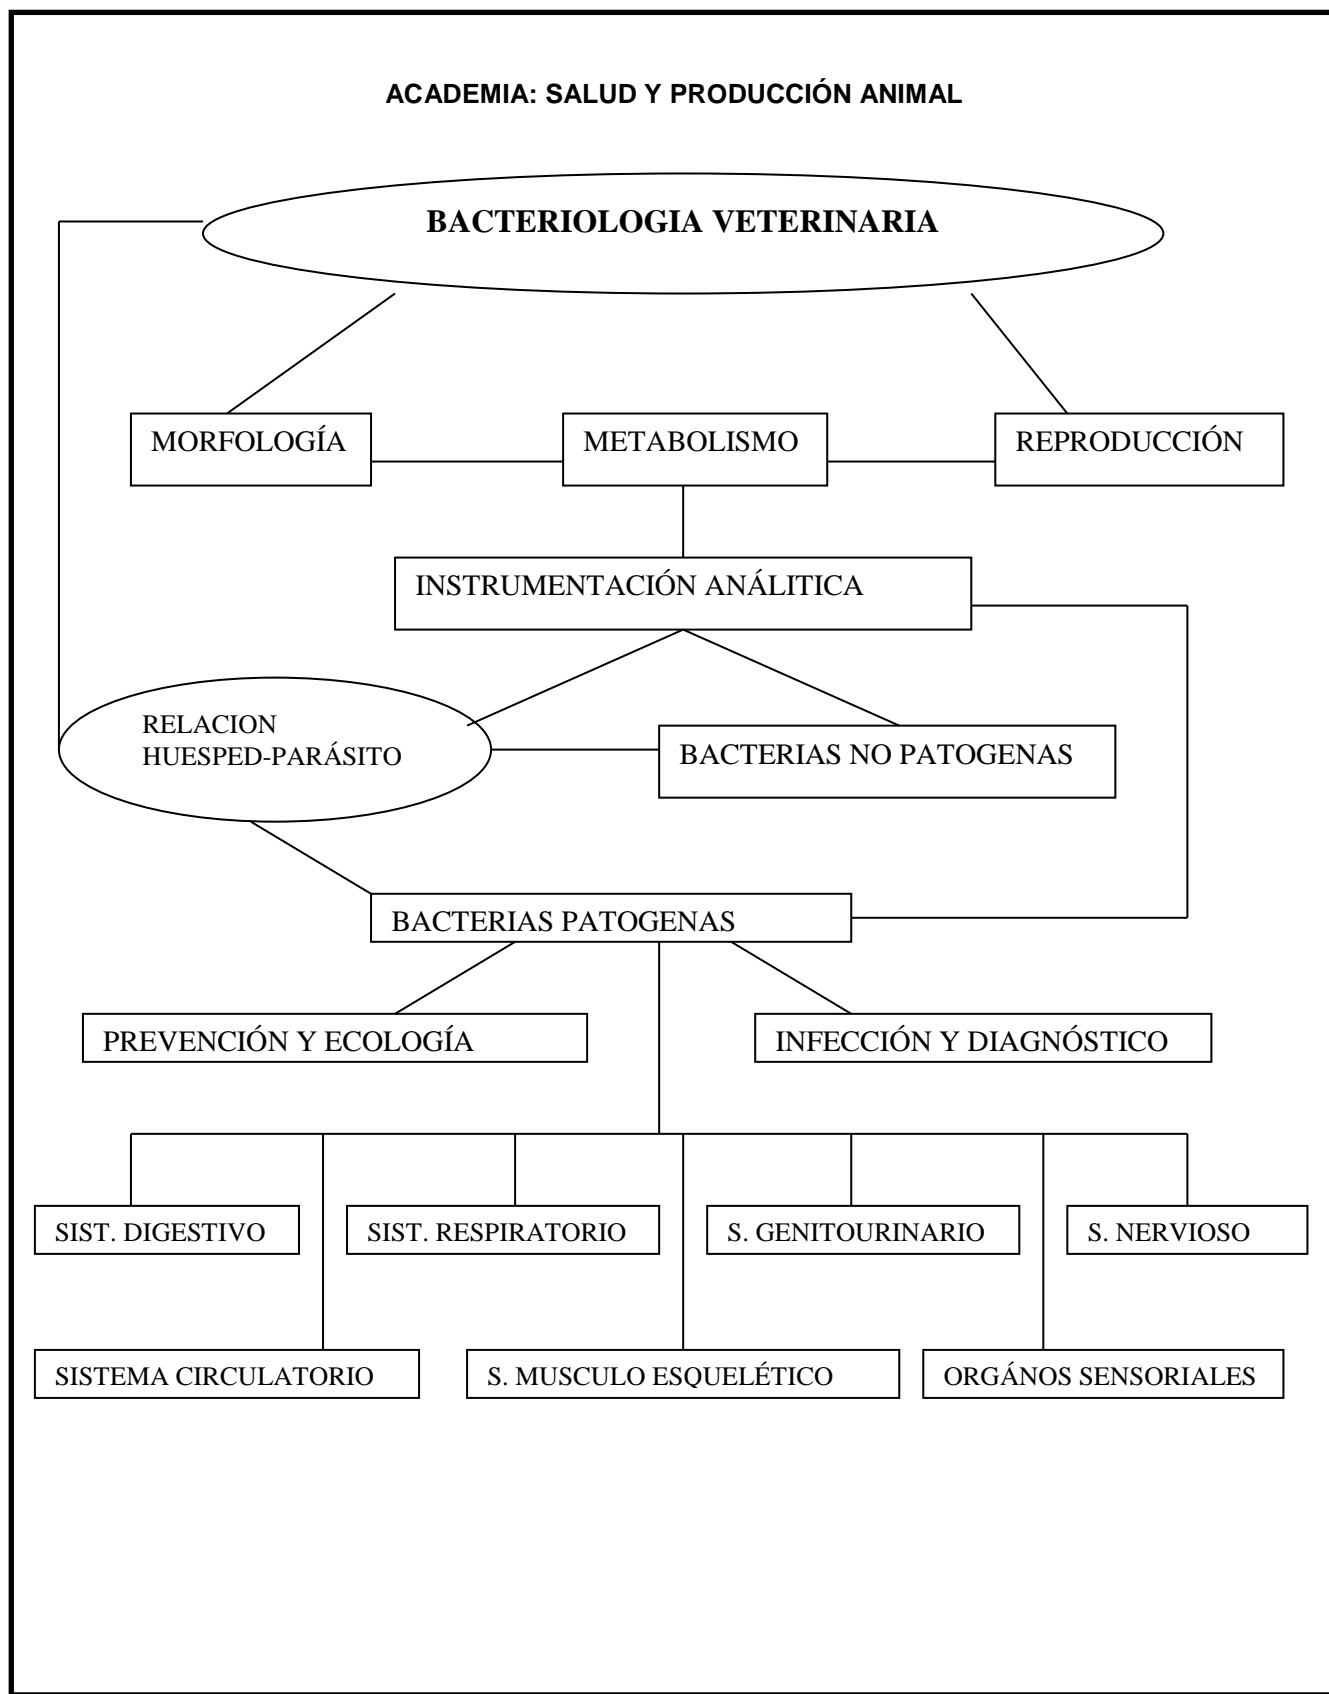 ACADEMIA: SALUD Y PRODUCCIÓN ANIMAL
BACTERIOLOGIA VETERINARIA
MORFOLOGÍA
METABOLISMO
REPRODUCCIÓN
INSTRUMENTACIÓN ANÁLITICA
RELACION
HUESPED-PARÁSITO
BACTERIAS NO PATOGENAS
BACTERIAS PATOGENAS
PREVENCIÓN Y ECOLOGÍA
INFECCIÓN Y DIAGNÓSTICO
SIST. DIGESTIVO
SIST. RESPIRATORIO
S. GENITOURINARIO
S. NERVIOSO
SISTEMA CIRCULATORIO
S. MUSCULO ESQUELÉTICO
ORGÁNOS SENSORIALES